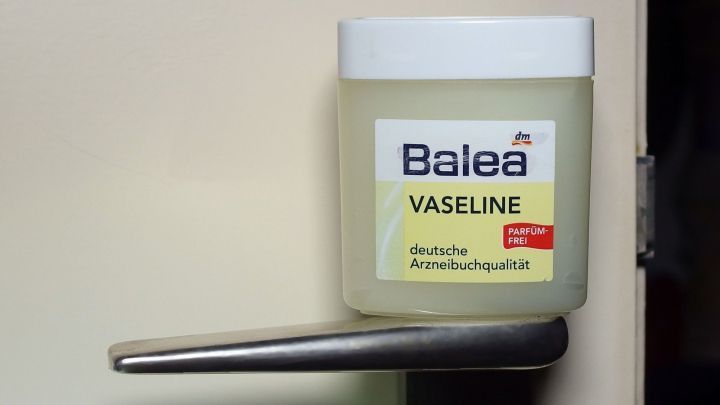 dm
Balea
VASELINE
PARFÜM-
FREI
deutsche
Arzneibuchqualität